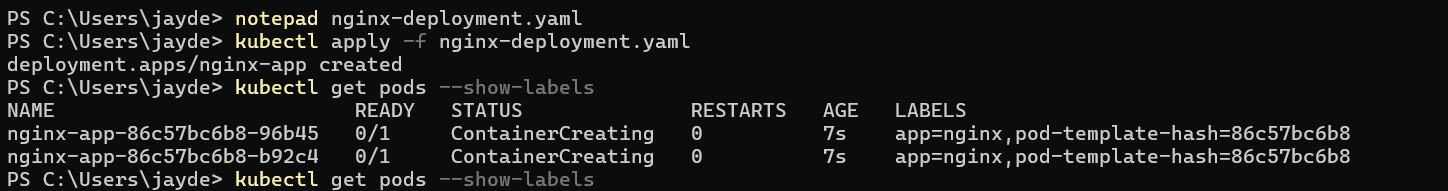 PS C:\Users\jayde> notepad nginx-deployment.yaml
PS C:\Users\jayde> kubectl apply -f nginx-deployment.yaml
deployment.apps/nginx-app created
PS C:\Users\jayde> kubectl get pods --show-labels
NAME READY STATUS RESTARTS AGE LABELS
nginx-app-86c57bc6b8-96b45 0/1 ContainerCreating 0 7s app=nginx,pod-template-hash=86c57bc6b8
nginx-app-86c57bc6b8-b92c4 0/1 ContainerCreating 0 7s app=nginx,pod-template-hash=86c57bc6b8
PS C:\Users\jayde> kubectl get pods --show-labels